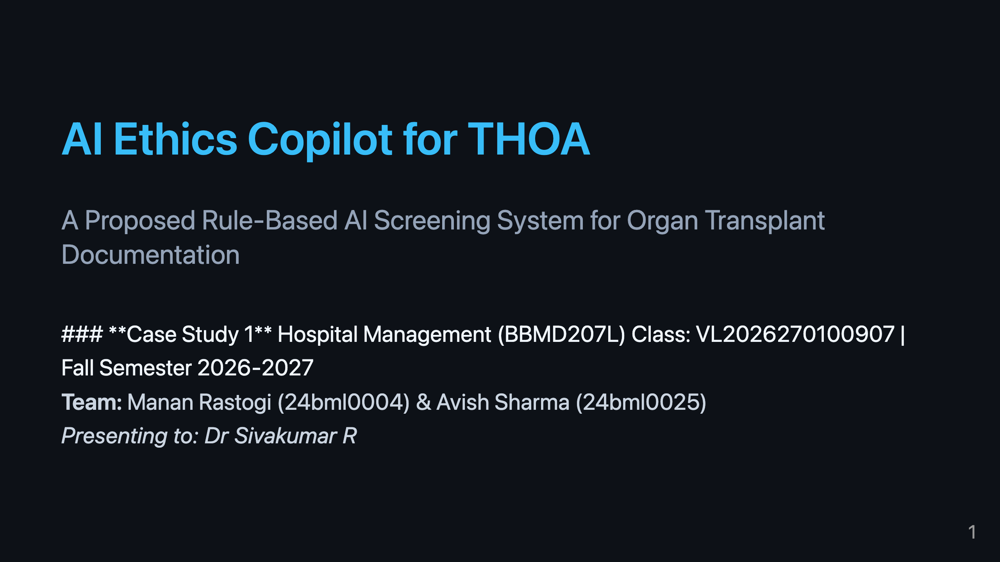 AI Ethics Copilot for THOA
A Proposed Rule-Based AI Screening System for Organ Transplant
Documentation
### **Case Study 1** Hospital Management (BBMD207L) Class: VL2026270100907 |
Fall Semester 2026-2027
Team: Manan Rastogi (24bml0004) & Avish Sharma (24bml0025)
Presenting to: Dr Sivakumar R
1